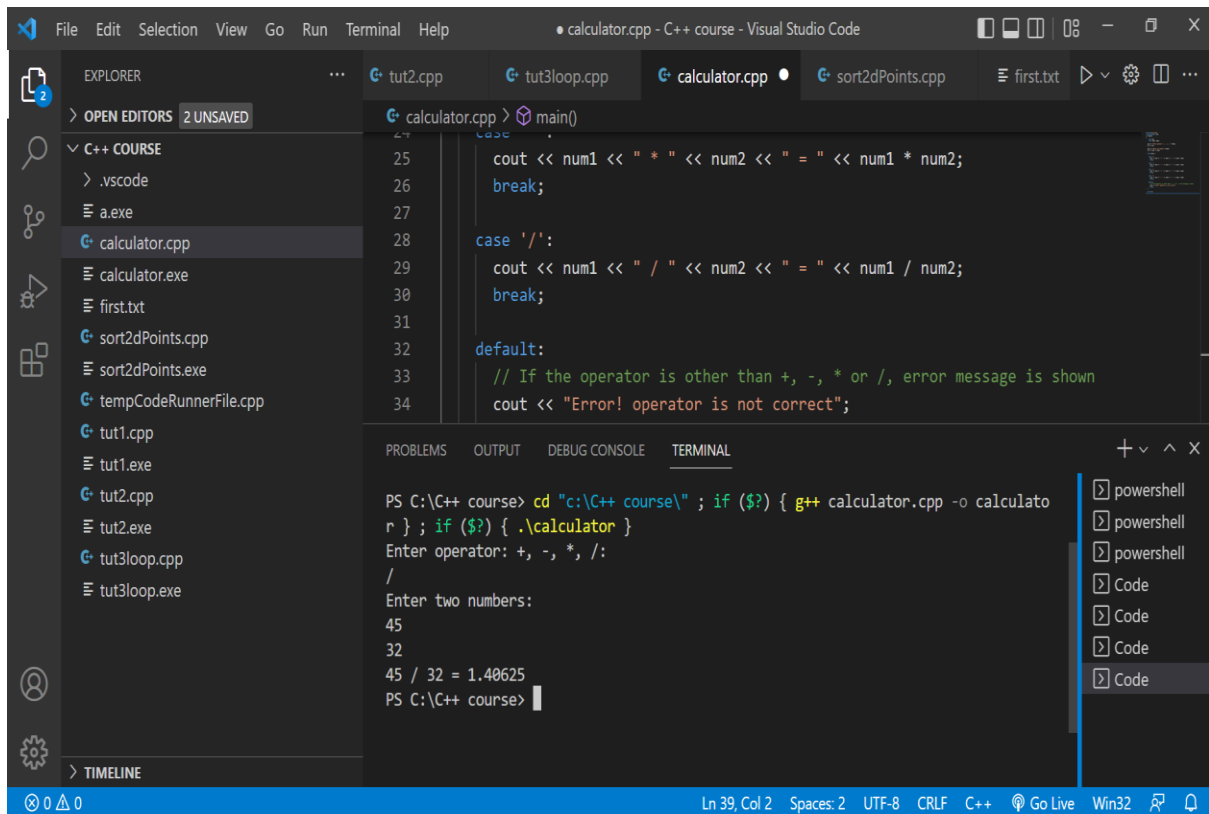 File Edit Selection View Go Run Terminal Help
● calculator.cpp - C++ course - Visual Studio Code
EXPLORER
OPEN EDITORS 2 UNSAVED
C++ COURSE
.vscode
a.exe
calculator.cpp
calculator.exe
first.txt
sort2dPoints.cpp
sort2dPoints.exe
tempCodeRunnerFile.cpp
tut1.cpp
tut1.exe
tut2.cpp
tut2.exe
tut3loop.cpp
tut3loop.exe
TIMELINE
2
tut2.cpp tut3loop.cpp calculator.cpp ● sort2dPoints.cpp first.txt
calculator.cpp > main()
24 case
25 cout << num1 << " * " << num2 << " = " << num1 * num2;
26 break;
27
28 case '/':
29 cout << num1 << " / " << num2 << " = " << num1 / num2;
30 break;
31
32 default:
33 // If the operator is other than +, -, * or /, error message is shown
34 cout << "Error! operator is not correct";
PROBLEMS OUTPUT DEBUG CONSOLE TERMINAL
PS C:\C++ course> cd "c:\C++ course\" ; if ($?) { g++ calculator.cpp -o calculato
r } ; if ($?) { .\calculator }
Enter operator: +, -, *, /:
/
Enter two numbers:
45
32
45 / 32 = 1.40625
PS C:\C++ course>
powershell
powershell
powershell
Code
Code
Code
Code
0 0
Ln 39, Col 2 Spaces: 2 UTF-8 CRLF C++ Go Live Win32